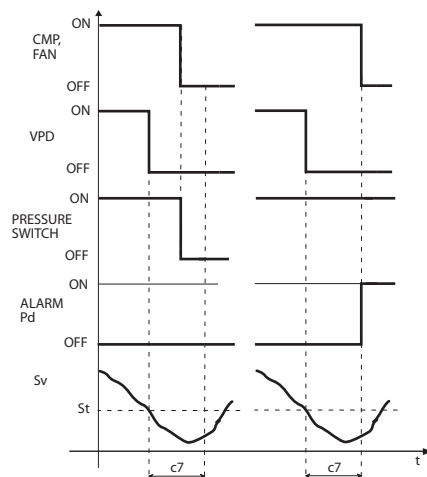 ON
CMP,
FAN
OFF
ON
VPD
OFF
ON
PRESSURE
SWITCH
OFF
ON
ALARM
Pd
OFF
Sv
St
t
c7
c7